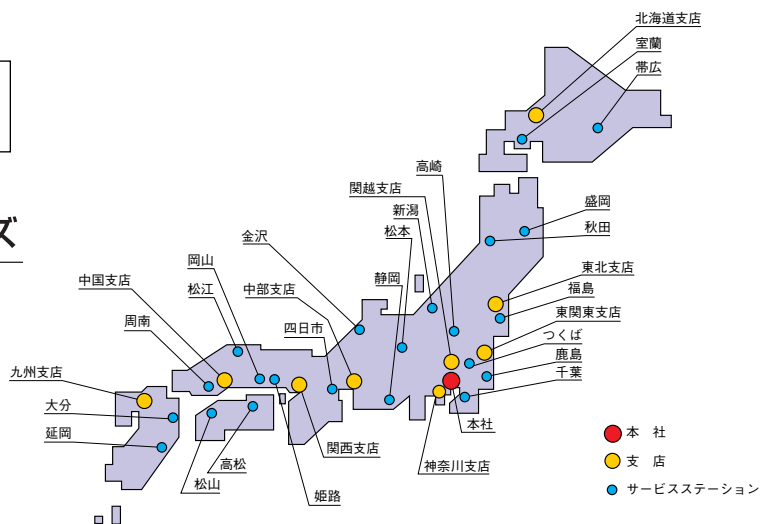 北海道支店
室蘭
帯広
高崎
関越支店
新潟
松本
盛岡
秋田
金沢
岡山
中国支店
松江
中部支店
静岡
東北支店
福島
周南
四日市
東関東支店
つくば
鹿島
千葉
九州支店
大分
延岡
本社
関西支店
神奈川支店
高松
松山
姫路
ズ
本 社
支 店
サービスステーション